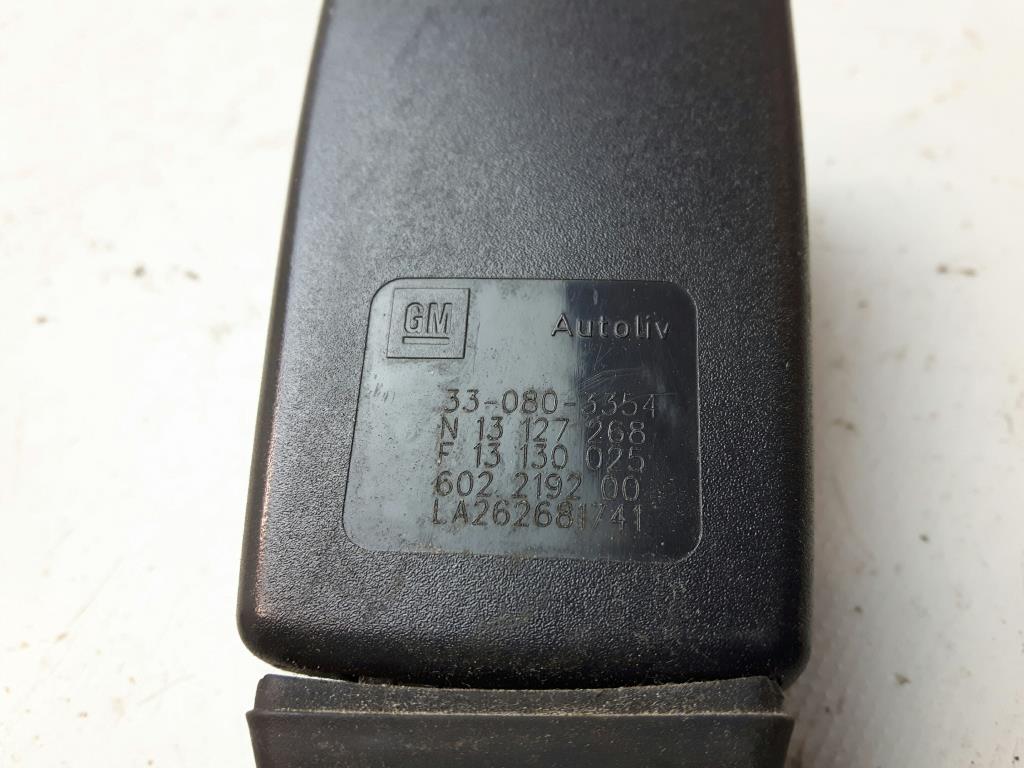 GM Autoliv
33-080-3354
N 13 127 268
F 13 130 025
602 2192 00
LA262681741